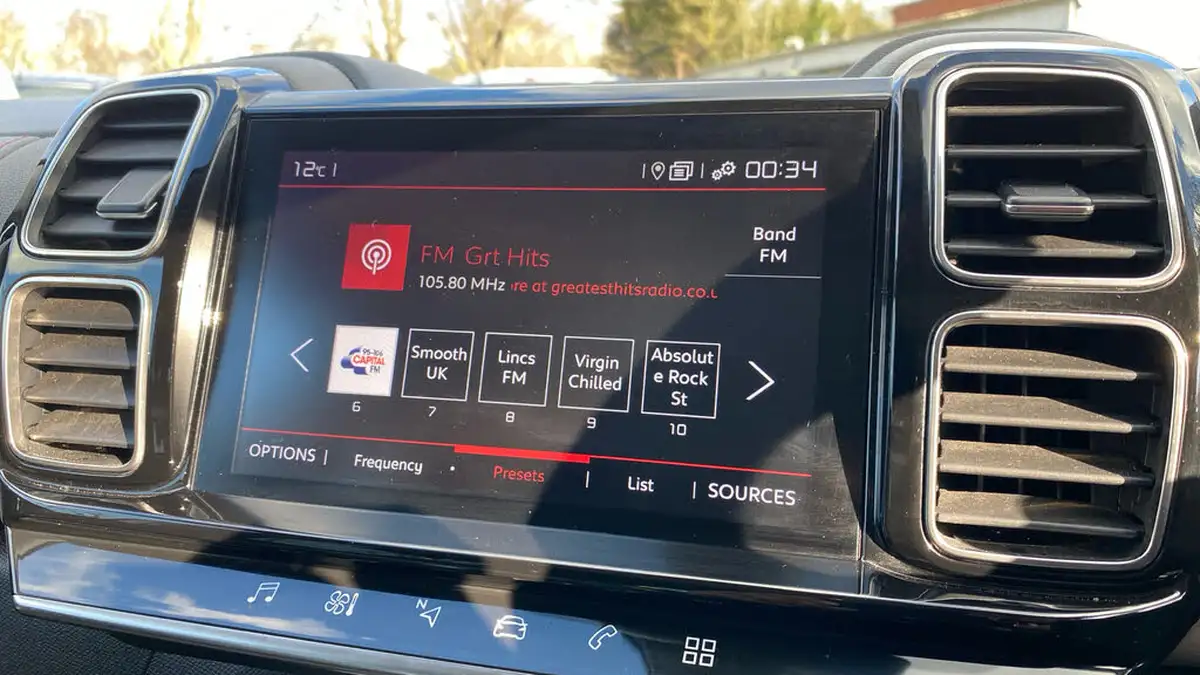 12°C
00:34
FM Grt Hits
105.80 MHz re at greatesthitsradio.co.u
Band
FM
95-106
CAPITAL
FM
Smooth
UK
Lincs
FM
Virgin
Chilled
Absolut
e Rock
St
6 7 8 9 10
OPTIONS Frequency Presets List SOURCES
N